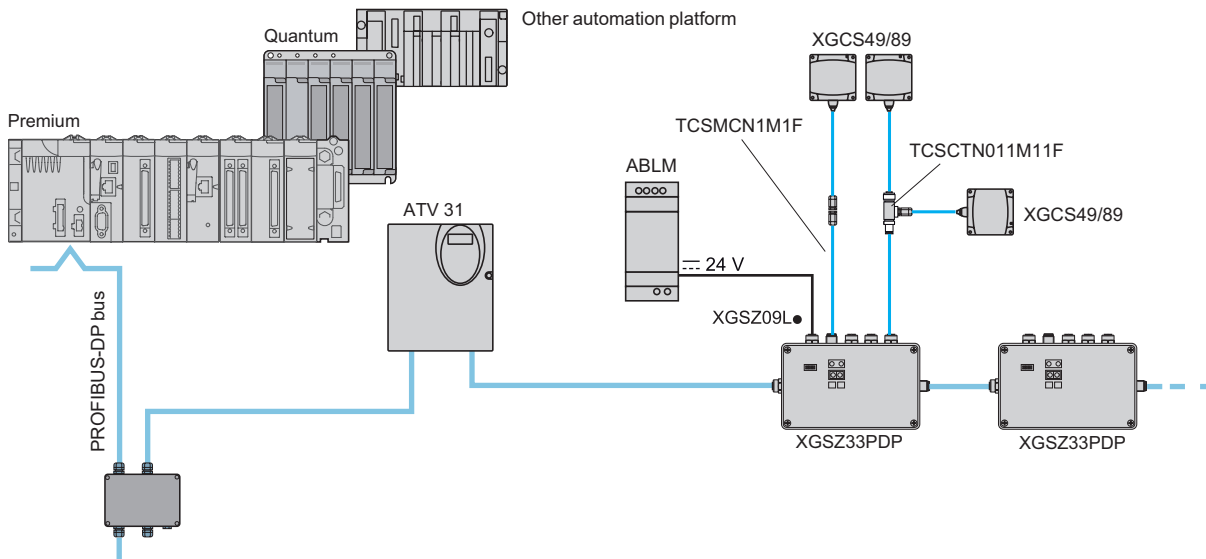 Other automation platform
Quantum
XGCS49/89
Premium
TCSMCN1M1F
TCSCTN011M11F
ABLM
ATV 31
XGCS49/89
24 V
XGSZ09L●
PROFIBUS-DP bus
XGSZ33PDP
XGSZ33PDP